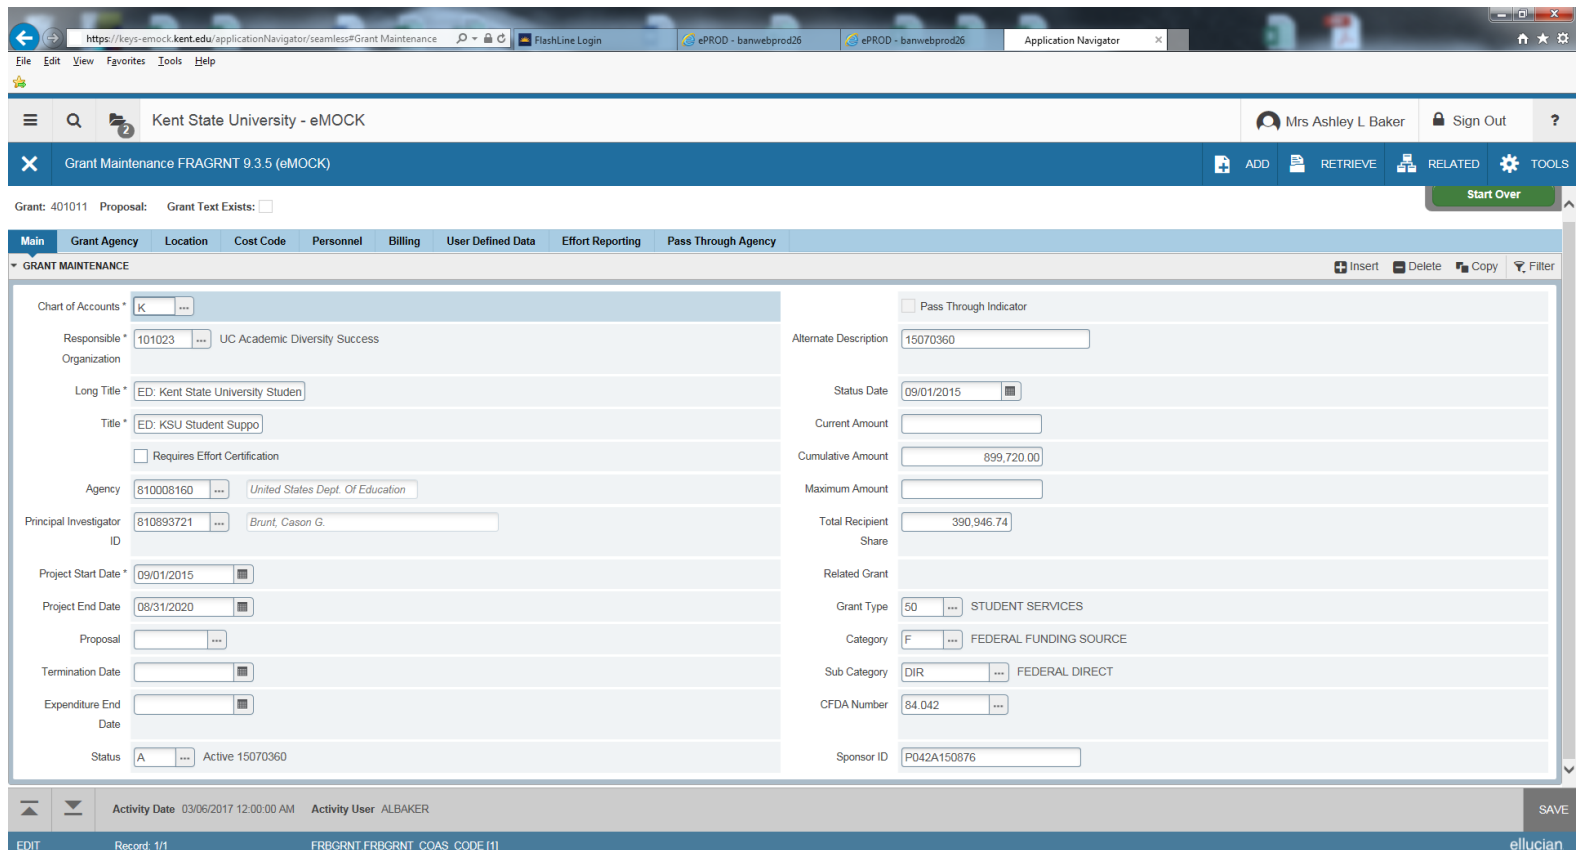 https://keys-emock.kent.edu/applicationNavigator/seamless#Grant Maintenance FlashLine Login ePROD - banwebprod26 ePROD - banwebprod26 Application Navigator
File Edit View Favorites Tools Help
2 Kent State University - eMOCK Mrs Ashley L Baker Sign Out ?
Grant Maintenance FRAGRNT 9.3.5 (eMOCK) ADD RETRIEVE RELATED TOOLS
Grant: 401011 Proposal: Grant Text Exists: Start Over
Main Grant Agency Location Cost Code Personnel Billing User Defined Data Effort Reporting Pass Through Agency
GRANT MAINTENANCE Insert Delete Copy Filter
Chart of Accounts * K ... Pass Through Indicator
Responsible * 101023 ... UC Academic Diversity Success Alternate Description 15070360
Organization
Long Title * ED: Kent State University Studen Status Date 09/01/2015
Title * ED: KSU Student Suppo Current Amount
Requires Effort Certification Cumulative Amount 899,720.00
Agency 810008160 ... United States Dept. Of Education Maximum Amount
Principal Investigator 810893721 ... Brunt, Cason G. Total Recipient 390,946.74
ID Share
Project Start Date * 09/01/2015 Related Grant
Project End Date 08/31/2020 Grant Type 50 ... STUDENT SERVICES
Proposal ... Category F ... FEDERAL FUNDING SOURCE
Termination Date Sub Category DIR ... FEDERAL DIRECT
Expenditure End CFDA Number 84.042 ...
Date
Status A ... Active 15070360 Sponsor ID P042A150876
Activity Date 03/06/2017 12:00:00 AM Activity User ALBAKER SAVE
EDIT Record: 1/1 FRBGRNT.FRBGRNT_COAS_CODE [1] ellucian